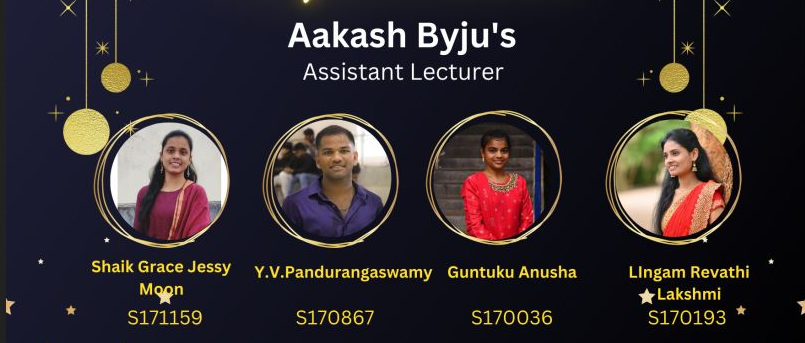 Aakash Byju's
Assistant Lecturer
Shaik Grace Jessy
Moon
Y.V.Pandurangaswamy
Guntuku Anusha
LIngam Revathi
Lakshmi
S171159
S170867
S170036
S170193